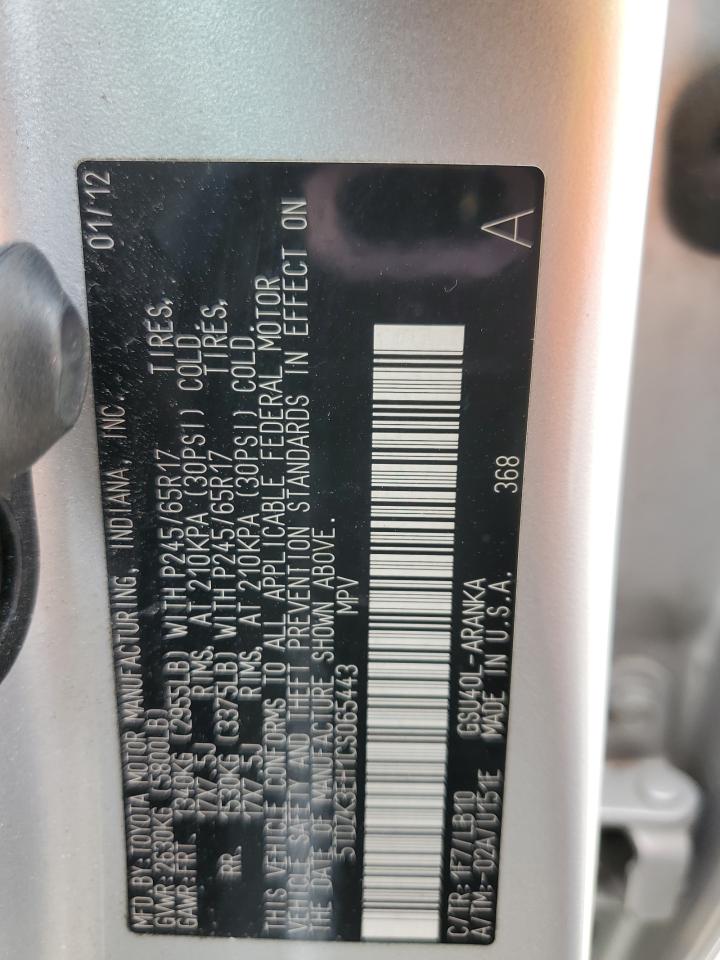 MFD BY: TOYOTA MOTOR MANUFACTURING, INDIANA, INC. 01/12
GVWR: 2630KG (5800LB)
GAWR: FRT. 1340KG (2955LB) WITH P245/65R17 TIRES,
17X7.5J RIMS, AT 210KPA (30PSI) COLD.
RR. 1530KG (3375LB) WITH P245/65R17 TIRES,
17X7.5J RIMS, AT 210KPA (30PSI) COLD.
THIS VEHICLE CONFORMS TO ALL APPLICABLE FEDERAL MOTOR
VEHICLE SAFETY AND THEFT PREVENTION STANDARDS IN EFFECT ON
THE DATE OF MANUFACTURE SHOWN ABOVE.
5TDZK3EH1CS065443 MPV
C/TR: 1F7/LB10 GSU40L-ARANKA 368 A
A/TM:-02A/U151E MADE IN U.S.A.